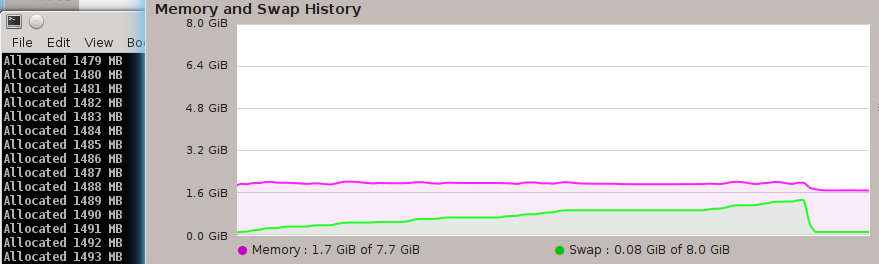 File Edit View Bo
Allocated 1479 MB
Allocated 1480 MB
Allocated 1481 MB
Allocated 1482 MB
Allocated 1483 MB
Allocated 1484 MB
Allocated 1485 MB
Allocated 1486 MB
Allocated 1487 MB
Allocated 1488 MB
Allocated 1489 MB
Allocated 1490 MB
Allocated 1491 MB
Allocated 1492 MB
Allocated 1493 MB
Memory and Swap History
8.0 GiB
6.4 GiB
4.8 GiB
3.2 GiB
1.6 GiB
0.0 GiB
Memory : 1.7 GiB of 7.7 GiB
Swap : 0.08 GiB of 8.0 GiB